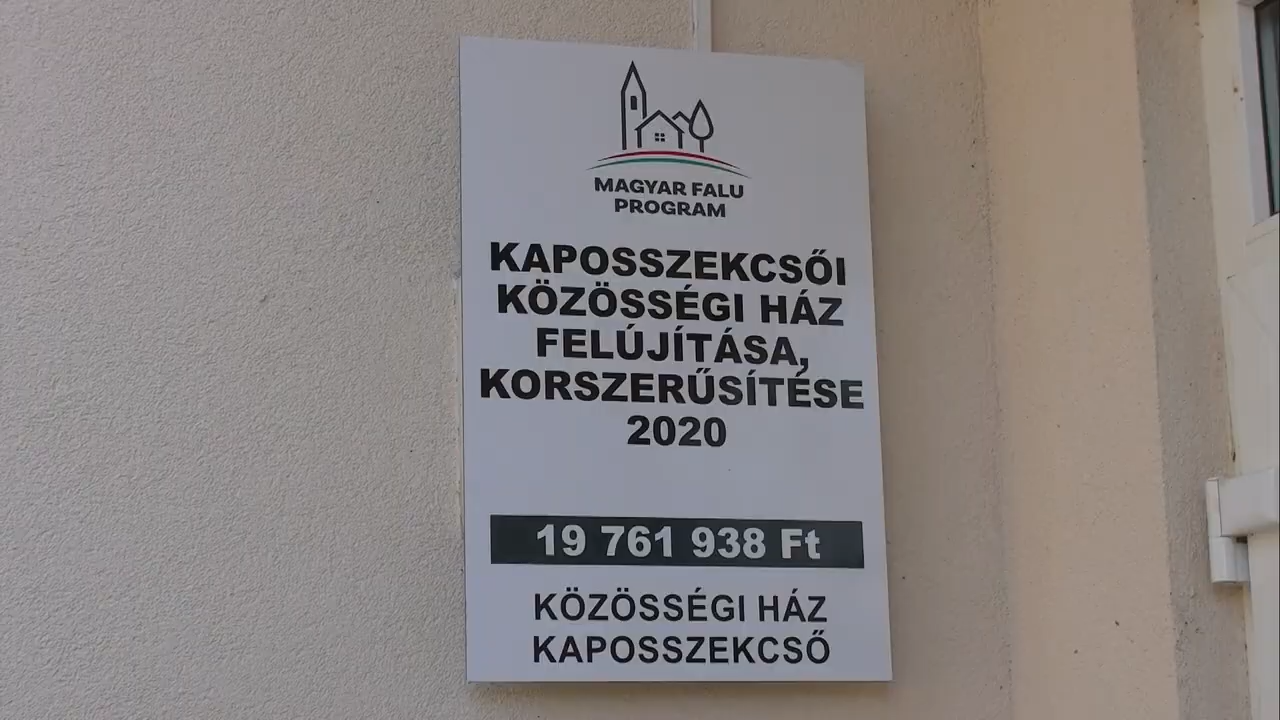 MAGYAR FALU
PROGRAM
KAPOSSZEKCSŐI
KÖZÖSSÉGI HÁZ
FELÚJÍTÁSA,
KORSZERŰSÍTÉSE
2020
19 761 938 Ft
KÖZÖSSÉGI HÁZ
KAPOSSZEKCSŐ